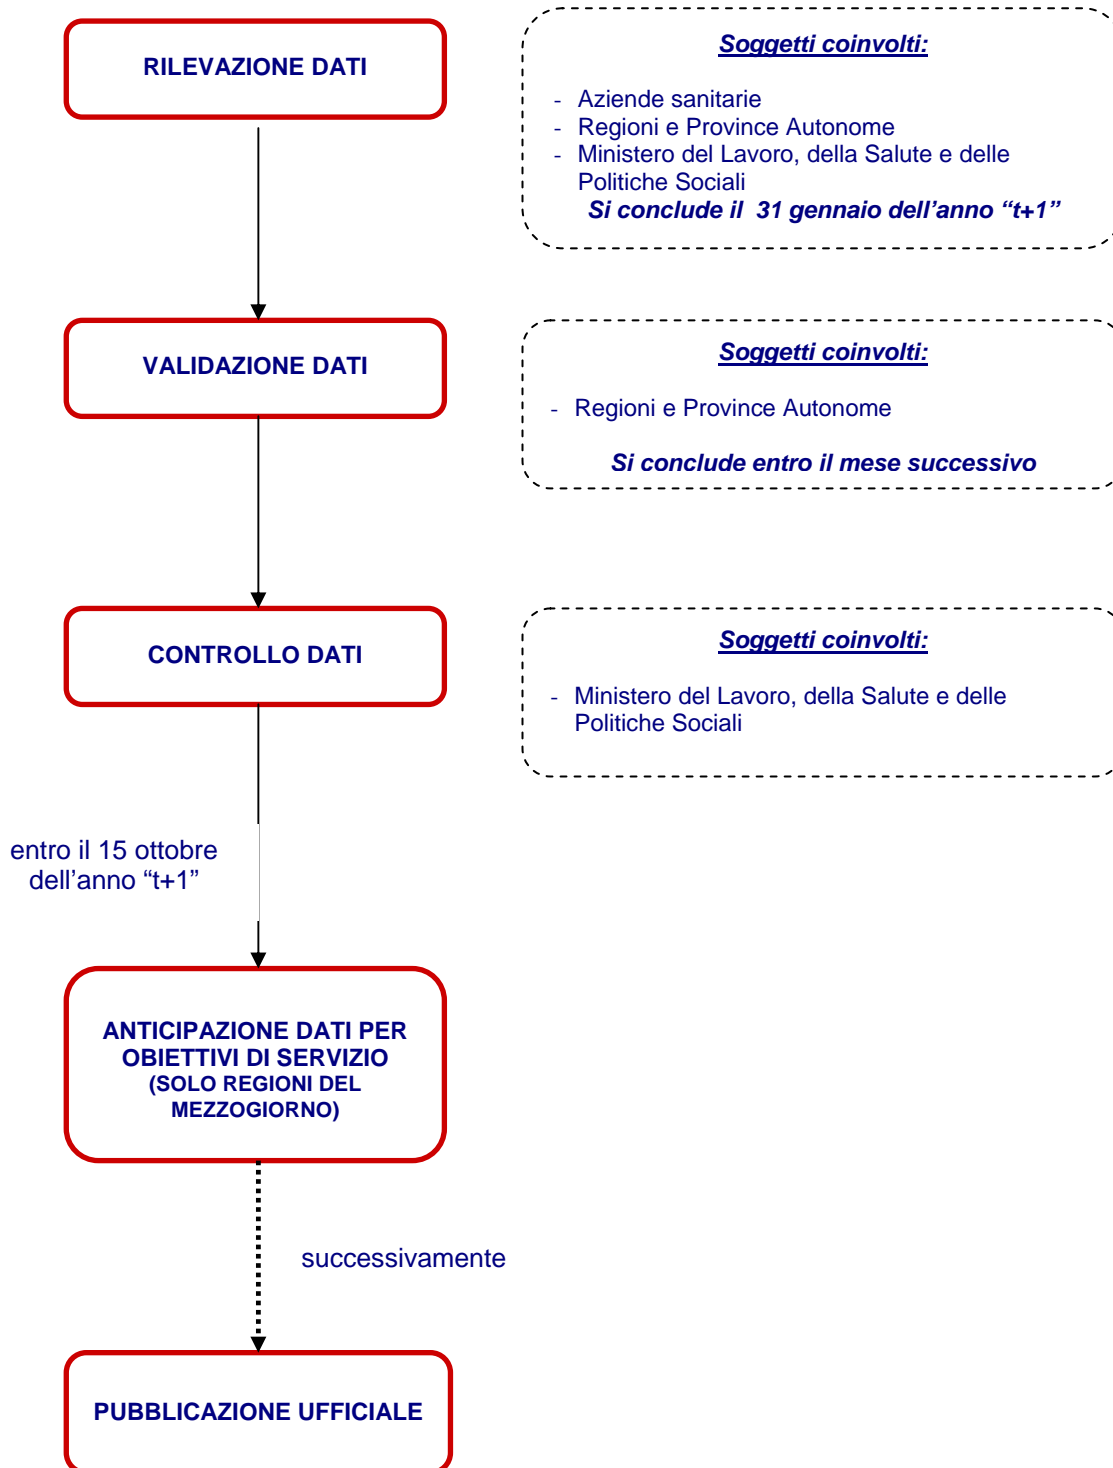 RILEVAZIONE DATI
Soggetti coinvolti:
- Aziende sanitarie
- Regioni e Province Autonome
- Ministero del Lavoro, della Salute e delle
Politiche Sociali
Si conclude il  31 gennaio dell’anno “t+1”
VALIDAZIONE DATI
Soggetti coinvolti:
- Regioni e Province Autonome
Si conclude entro il mese successivo
CONTROLLO DATI
Soggetti coinvolti:
- Ministero del Lavoro, della Salute e delle
Politiche Sociali
entro il 15 ottobre
dell’anno “t+1”
ANTICIPAZIONE DATI PER
OBIETTIVI DI SERVIZIO
(SOLO REGIONI DEL
MEZZOGIORNO)
successivamente
PUBBLICAZIONE UFFICIALE